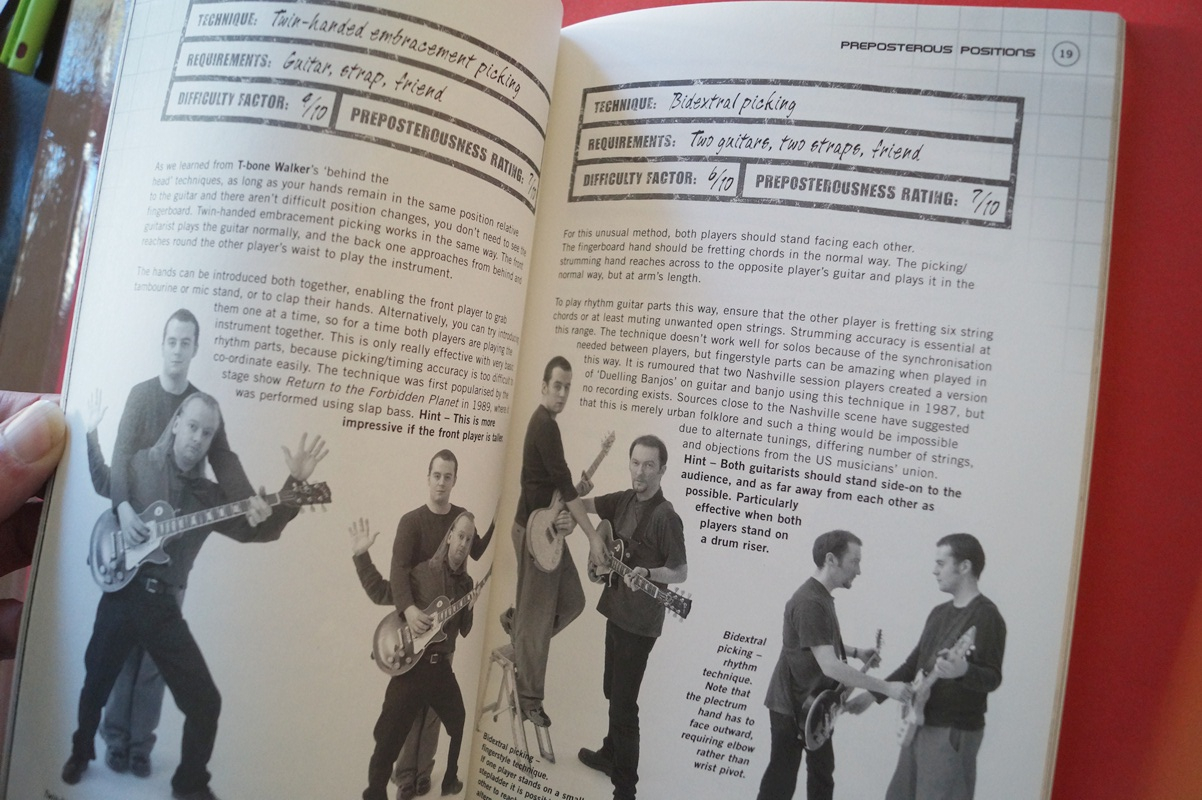 TECHNIQUE: Twin-handed embracement picking
REQUIREMENTS: Guitar, strap, friend
DIFFICULTY FACTOR: 9/10 PREPOSTEROUSNESS RATING:
As we learned from T-bone Walker's 'behind the
head' techniques, as long as your hands remain in the same position relative
to the guitar and there aren't difficult position changes, you don't need to see the
fingerboard. Twin-handed embracement picking works in the same way. The front
guitarist plays the guitar normally, and the back one approaches from behind and
reaches round the other player's waist to play the instrument.
The hands can be introduced both together, enabling the front player to grab
tambourine or mic stand, or to clap their hands. Alternatively, you can try introducing
them one at a time, so for a time both players are playing the
instrument together. This is only really effective with very basic
rhythm parts, because picking/timing accuracy is too difficult to
co-ordinate easily. The technique was first popularised by the
stage show Return to the Forbidden Planet in 1989, where it
was performed using slap bass. Hint – This is more
impressive if the front player is taller.
PREPOSTEROUS POSITIONS 19
TECHNIQUE: Bidextral picking
REQUIREMENTS: Two guitars, two straps, friend
DIFFICULTY FACTOR: 6/10 PREPOSTEROUSNESS RATING: 7/10
For this unusual method, both players should stand facing each other.
The fingerboard hand should be fretting chords in the normal way. The picking/
strumming hand reaches across to the opposite player's guitar and plays it in the
normal way, but at arm's length.
To play rhythm guitar parts this way, ensure that the other player is fretting six string
chords or at least muting unwanted open strings. Strumming accuracy is essential at
this range. The technique doesn't work well for solos because of the synchronisation
needed between players, but fingerstyle parts can be amazing when played in
this way. It is rumoured that two Nashville session players created a version
of 'Duelling Banjos' on guitar and banjo using this technique in 1987, but
no recording exists. Sources close to the Nashville scene have suggested
that this is merely urban folklore and such a thing would be impossible
due to alternate tunings, differing number of strings,
and objections from the US musicians' union.
Hint – Both guitarists should stand side-on to the
audience, and as far away from each other as
possible. Particularly
effective when both
players stand on
a drum riser.
Bidextral
picking –
rhythm
technique.
Note that
the plectrum
hand has to
face outward,
requiring elbow
rather than
wrist pivot.
Bidextral picking –
fingerstyle technique.
If one player stands on a small
stepladder it is possible
other to reach